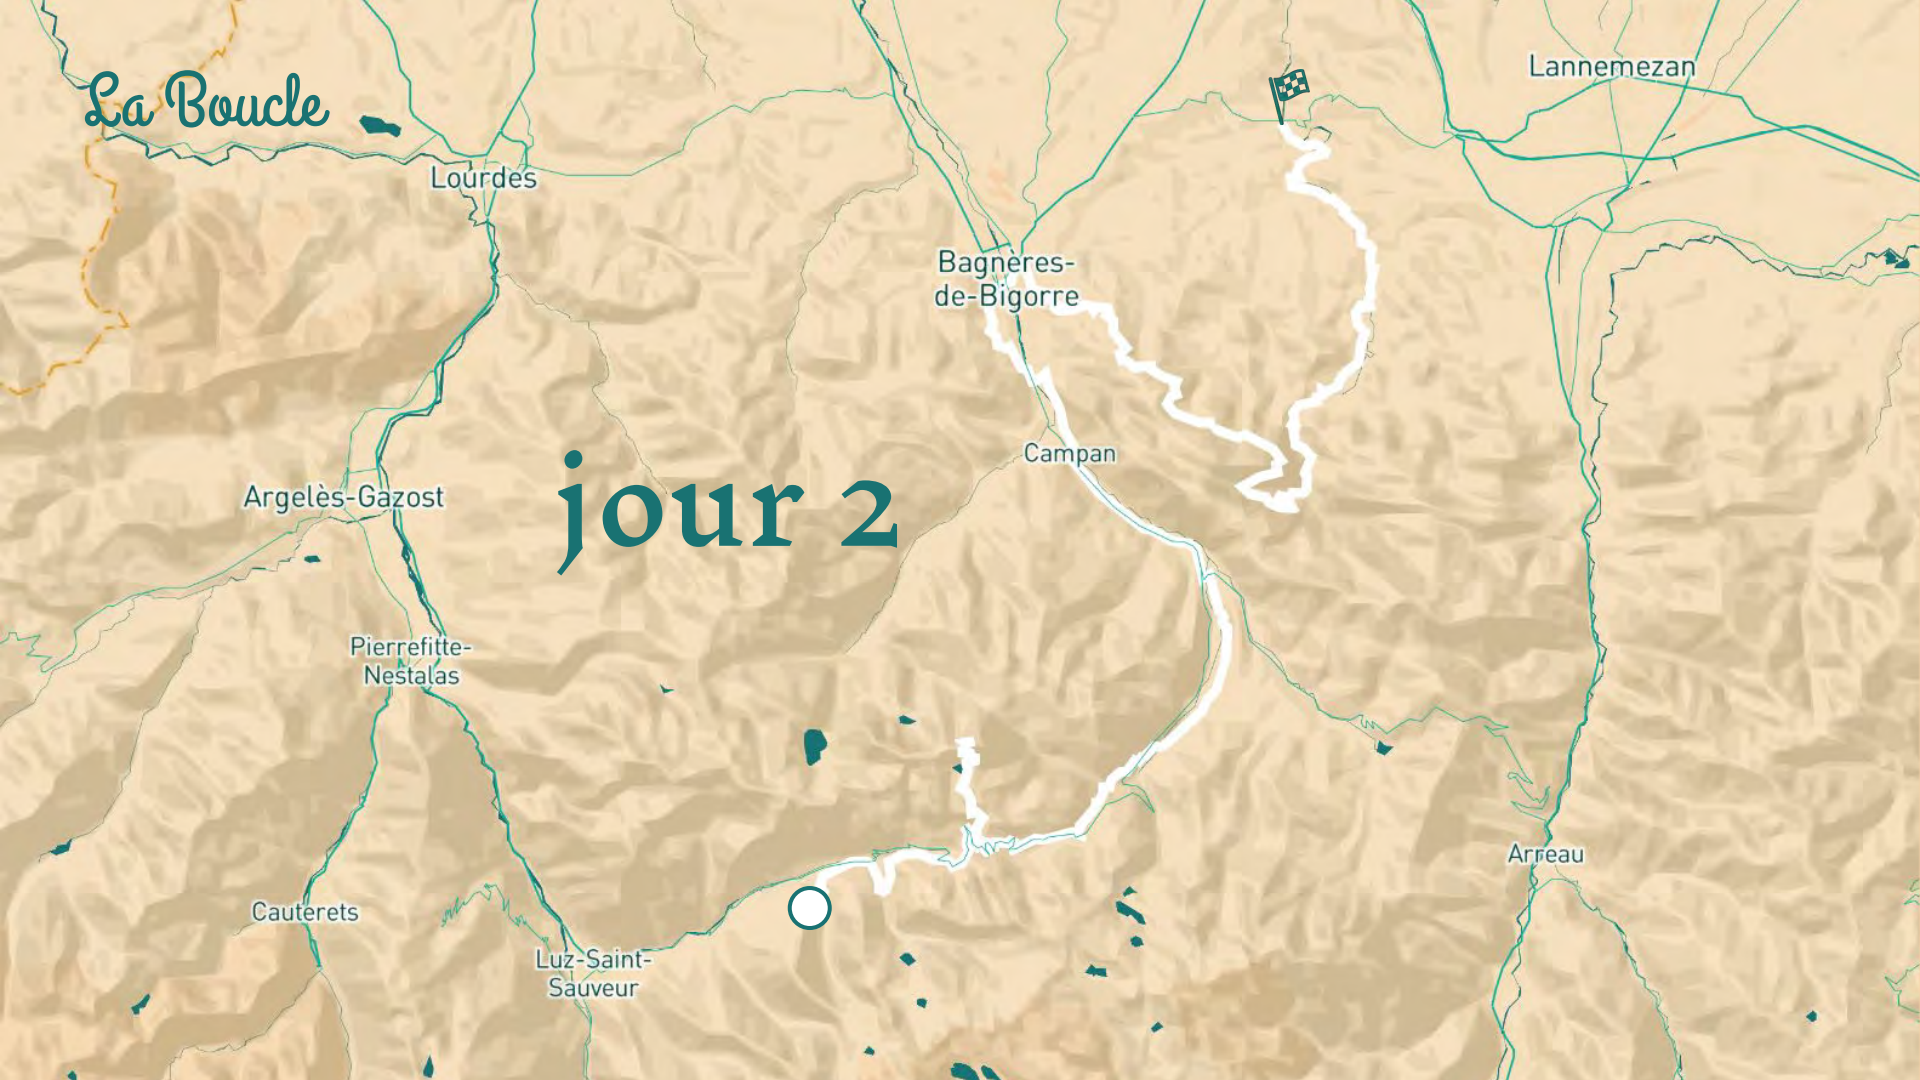 La Boucle
Lannemezan
Lourdes
Bagnères-
de-Bigorre
Campan
jour 2
Argelès-Gazost
Pierrefitte-
Nestalas
Arreau
Cauterets
Luz-Saint-
Sauveur